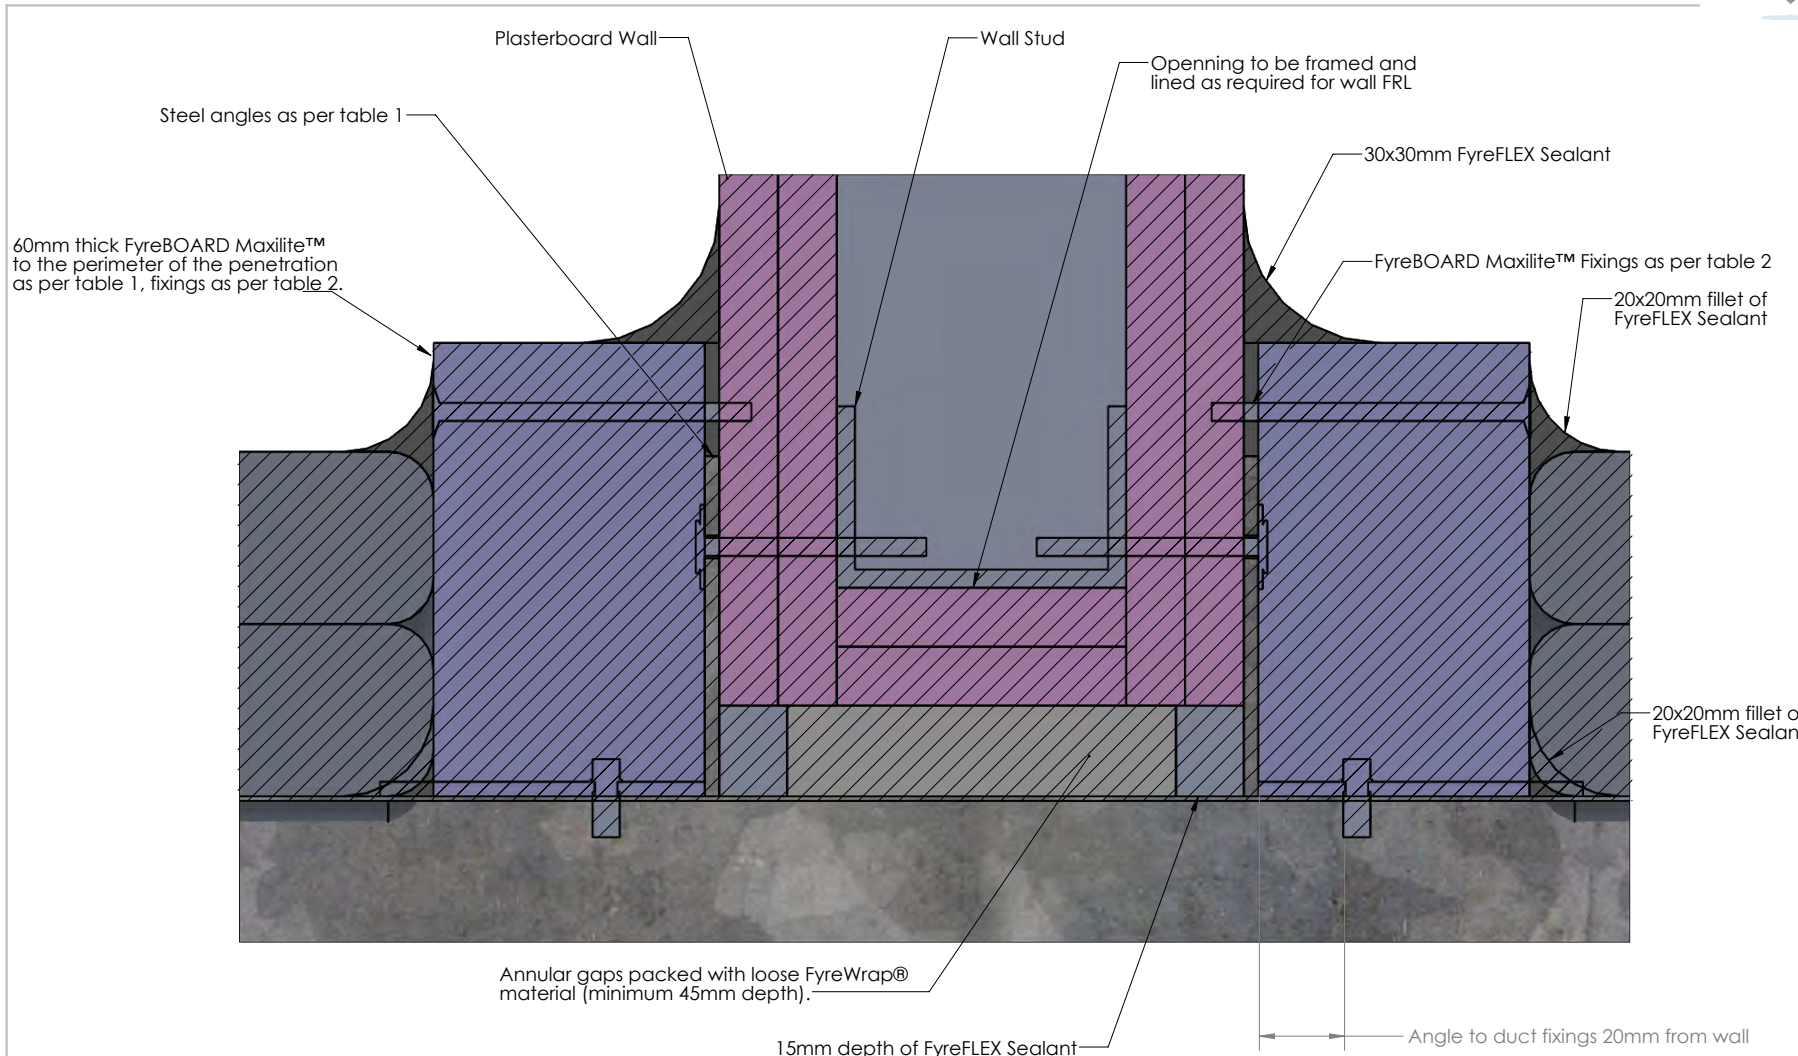 Plasterboard Wall
Wall Stud
Openning to be framed and
lined as required for wall FRL
Steel angles as per table 1
30x30mm FyreFLEX Sealant
60mm thick FyreBOARD Maxilite™
to the perimeter of the penetration
as per table 1, fixings as per table 2.
FyreBOARD Maxilite™ Fixings as per table 2
20x20mm fillet of
FyreFLEX Sealant
20x20mm fillet o
FyreFLEX Sealan
Annular gaps packed with loose FyreWrap®
material (minimum 45mm depth).
15mm depth of FyreFLEX Sealant
Angle to duct fixings 20mm from wall